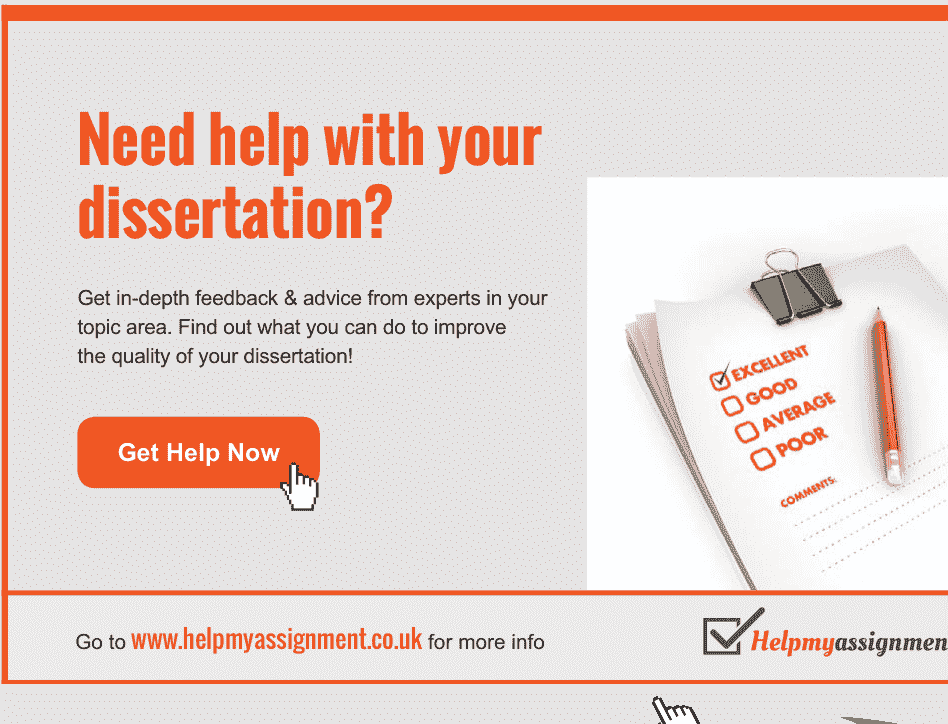 Need help with your
dissertation?
Get in-depth feedback & advice from experts in your
topic area. Find out what you can do to improve
the quality of your dissertation!
Get Help Now
EXCELLENT
GOOD
AVERAGE
POOR
COMMENTS:
Go to www.helpmyassignment.co.uk for more info
Helpmyassignmen